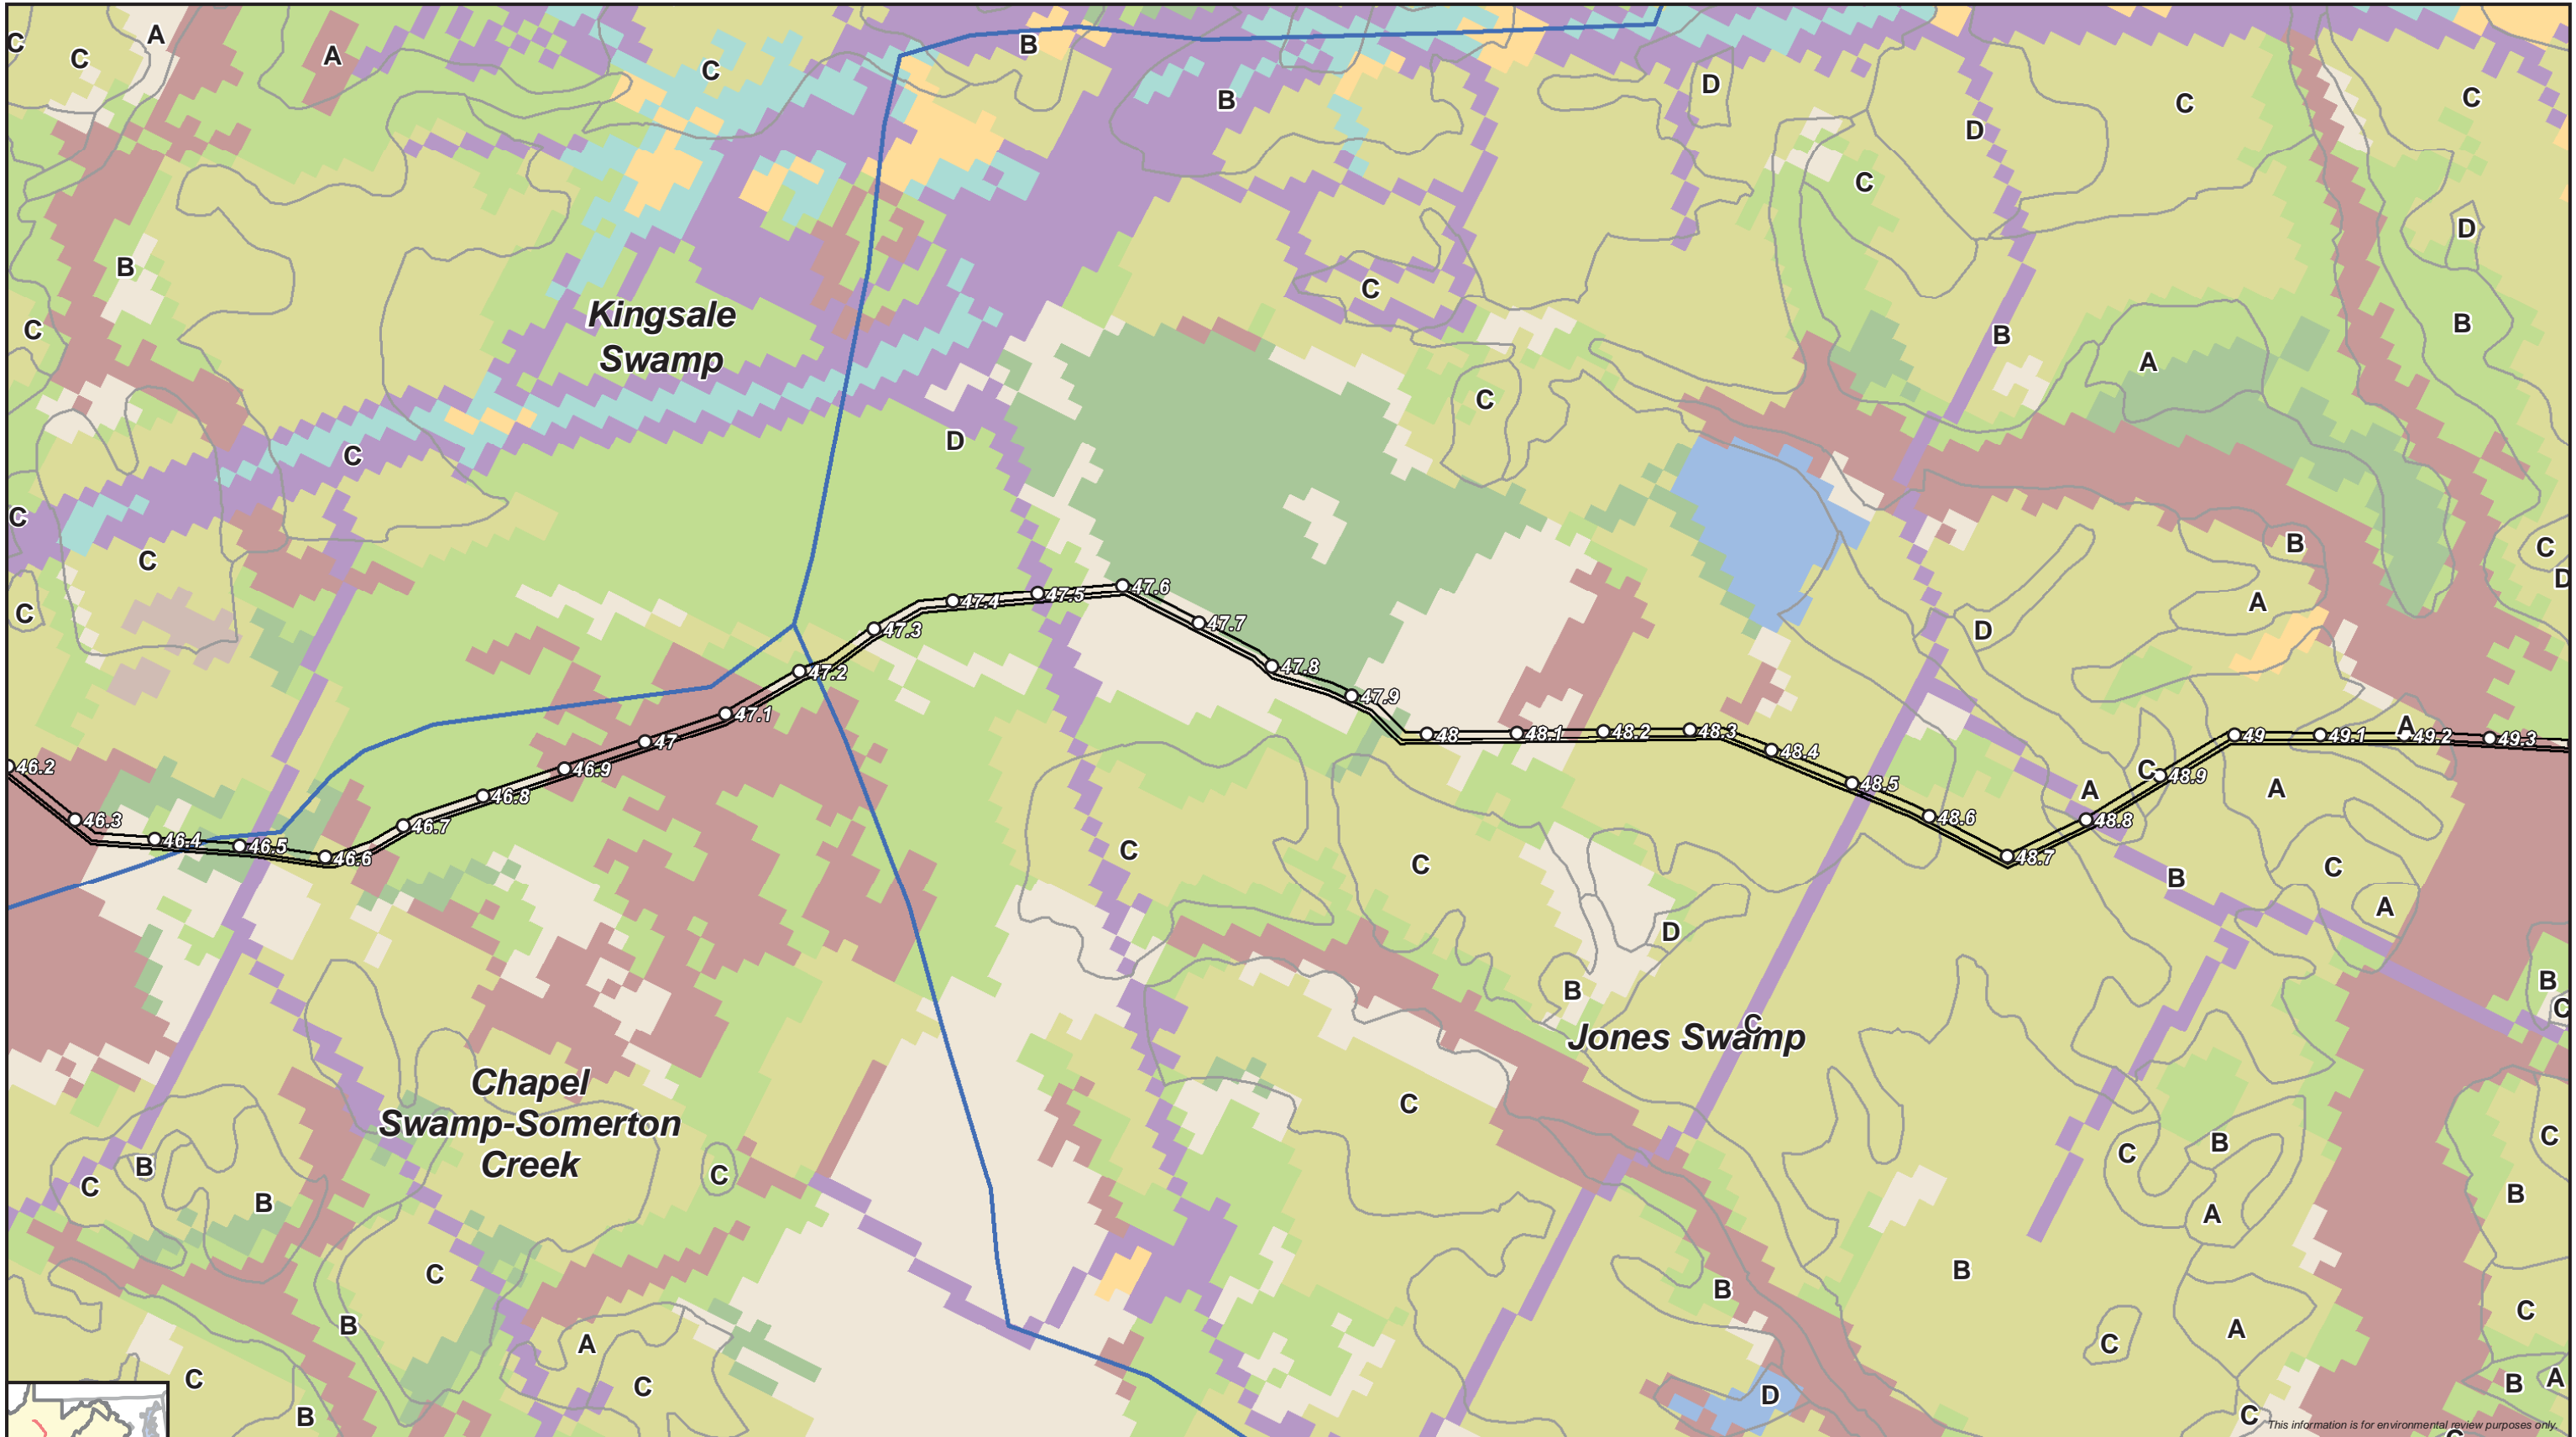 C
C
A
A
C
B
B
D
D
C
C
C
D
B
C
B
C
Kingsale
Swamp
C
B
A
C
D
C
C
C
C
B
C
D
A
D
46.2
46.3
46.4
46.5
46.6
46.7
46.8
46.9
47
47.1
47.2
47.3
47.4
47.5
47.6
47.7
47.8
47.9
48
48.1
48.2
48.3
48.4
48.5
48.6
48.7
48.8
48.9
49
49.1
49.2
49.3
A
C
A
A
C
C
B
C
A
D
B
B
C
C
Jones Swamp
Chapel
Swamp-Somerton
Creek
C
B
C
B
C
C
B
C
A
B
C
B
B
C
B
A
C
C
B
A
C
C
D
B
A
C
This information is for environmental review purposes only.